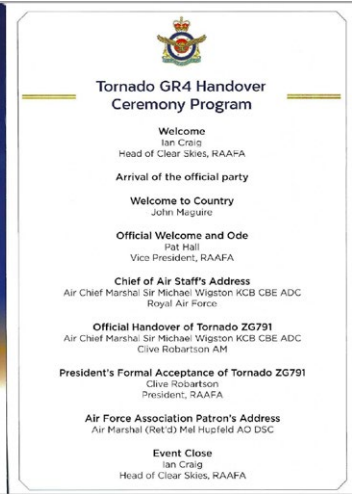 Tornado GR4 Handover
Ceremony Program
Welcome
Ian Craig
Head of Clear Skies, RAAFA
Arrival of the official party
Welcome to Country
John Maguire
Official Welcome and Ode
Pat Hall
Vice President, RAAFA
Chief of Air Staff's Address
Air Chief Marshal Sir Michael Wigston KCB CBE ADC
Royal Air Force
Official Handover of Tornado ZG791
Air Chief Marshal Sir Michael Wigston KCB CBE ADC
Clive Robartson AM
President's Formal Acceptance of Tornado ZG791
Clive Robartson
President, RAAFA
Air Force Association Patron's Address
Air Marshal (Ret'd) Mel Hupfeld AO DSC
Event Close
Ian Craig
Head of Clear Skies, RAAFA